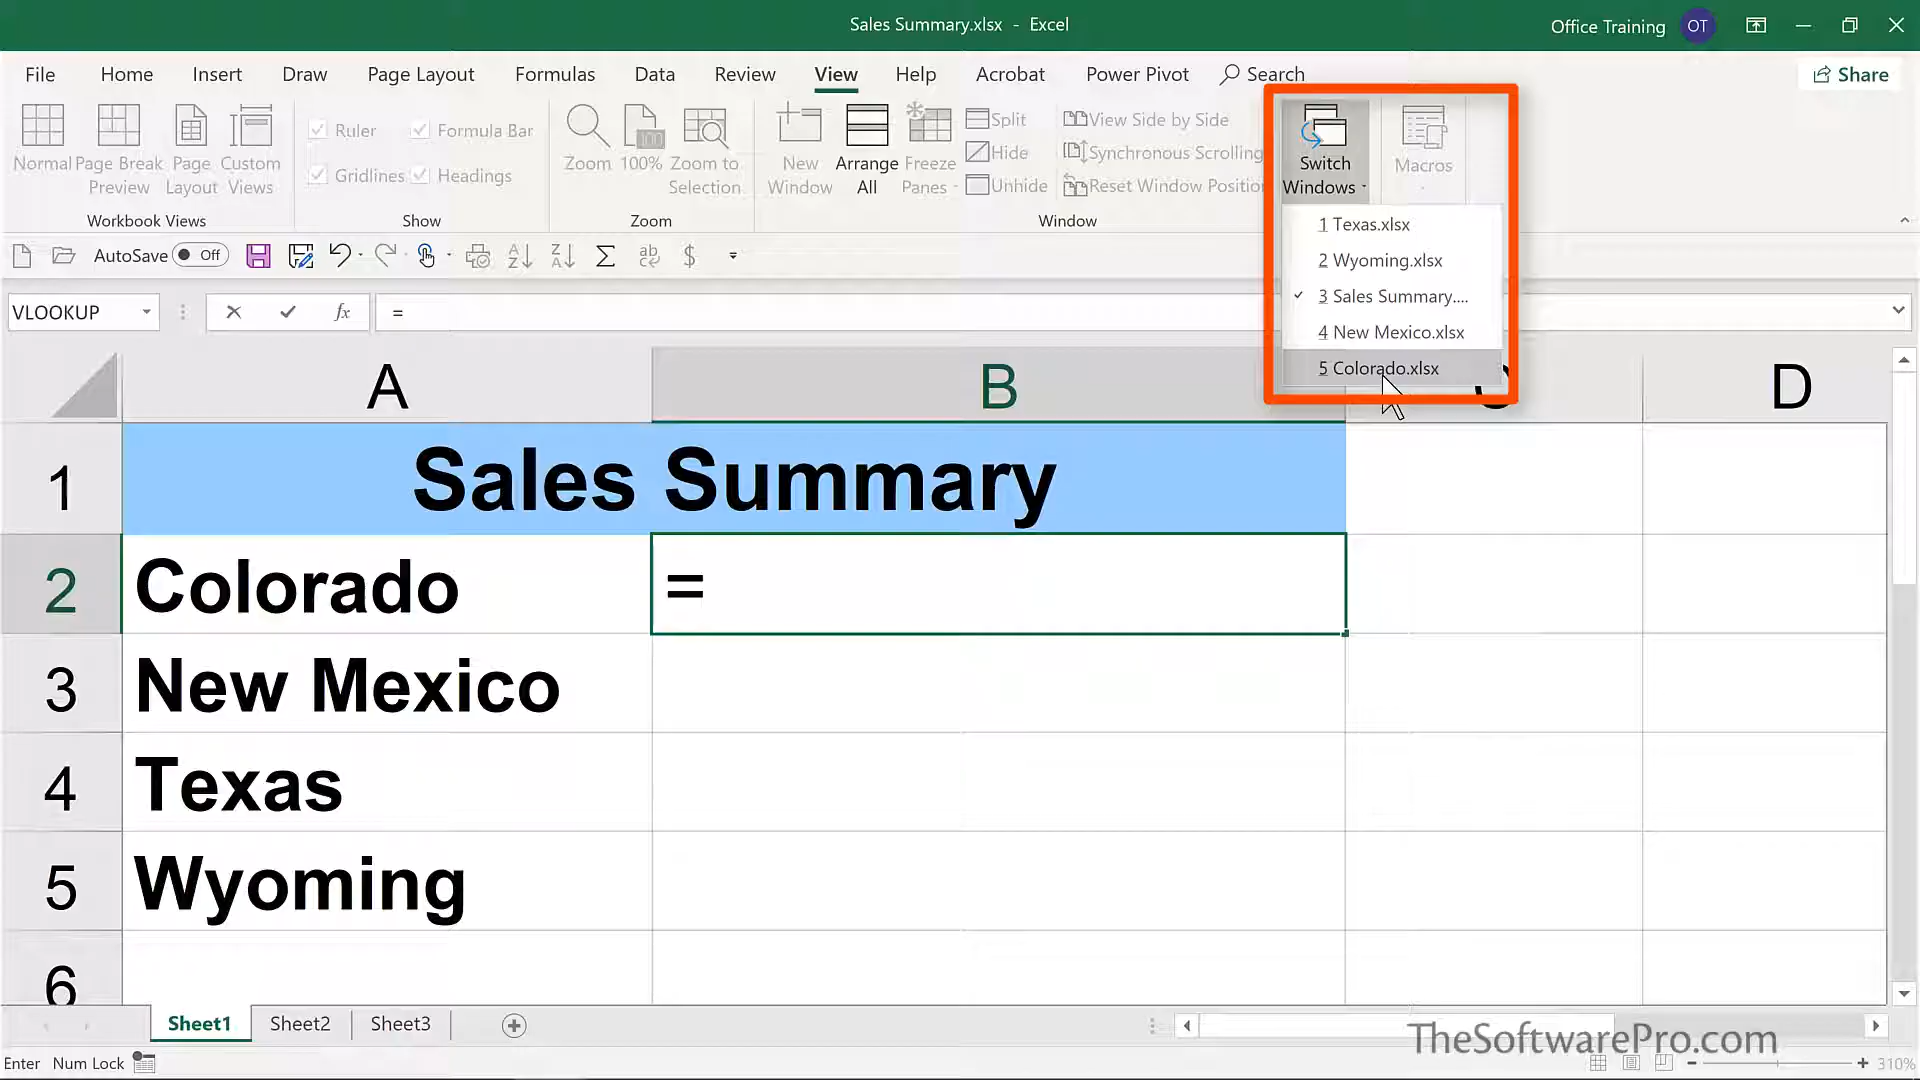 Sales Summary.xlsx - Excel
Office Training OT
File Home Insert Draw Page Layout Formulas Data Review View Help Acrobat Power Pivot Search Share
Normal
Page Break Preview
Page Layout
Custom Views
Workbook Views
Ruler
Formula Bar
Gridlines
Headings
Show
Zoom
100
100%
Zoom to Selection
Zoom
New Window
Arrange All
Freeze Panes
Split
Hide
Unhide
View Side by Side
Synchronous Scrolling
Reset Window Position
Window
Switch Windows
Macros
1 Texas.xlsx
2 Wyoming.xlsx
3 Sales Summary....
4 New Mexico.xlsx
5 Colorado.xlsx
AutoSave Off
VLOOKUP fx =
A B C D
1 Sales Summary
2 Colorado =
3 New Mexico
4 Texas
5 Wyoming
6
Sheet1 Sheet2 Sheet3
TheSoftwarePro.com
Enter Num Lock 310%